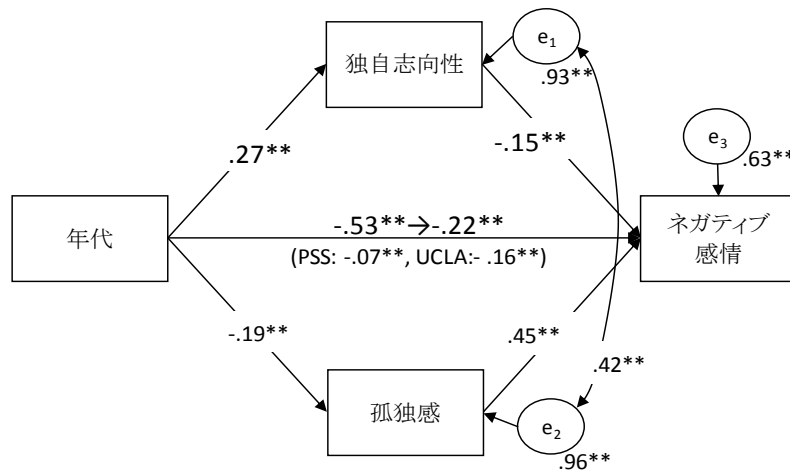 独自志向性
e₁
.93**
.27**
-.15**
e₃
.63**
年代
-.53**→-.22**
(PSS: -.07**, UCLA:- .16**)
ネガティブ
感情
-.19**
.45**
.42**
孤独感
e₂
.96**